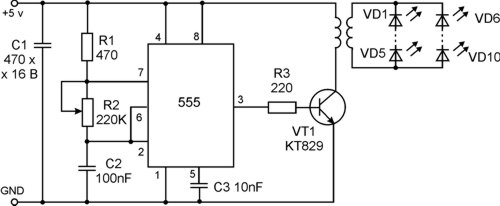 +5 v
C1
470 x
x 16 B
R1
470
4
8
VD1
VD6
VD5
VD10
7
R2
220K
6
555
3
R3
220
2
VT1
KT829
C2
100nF
1
5
C3 10nF
GND